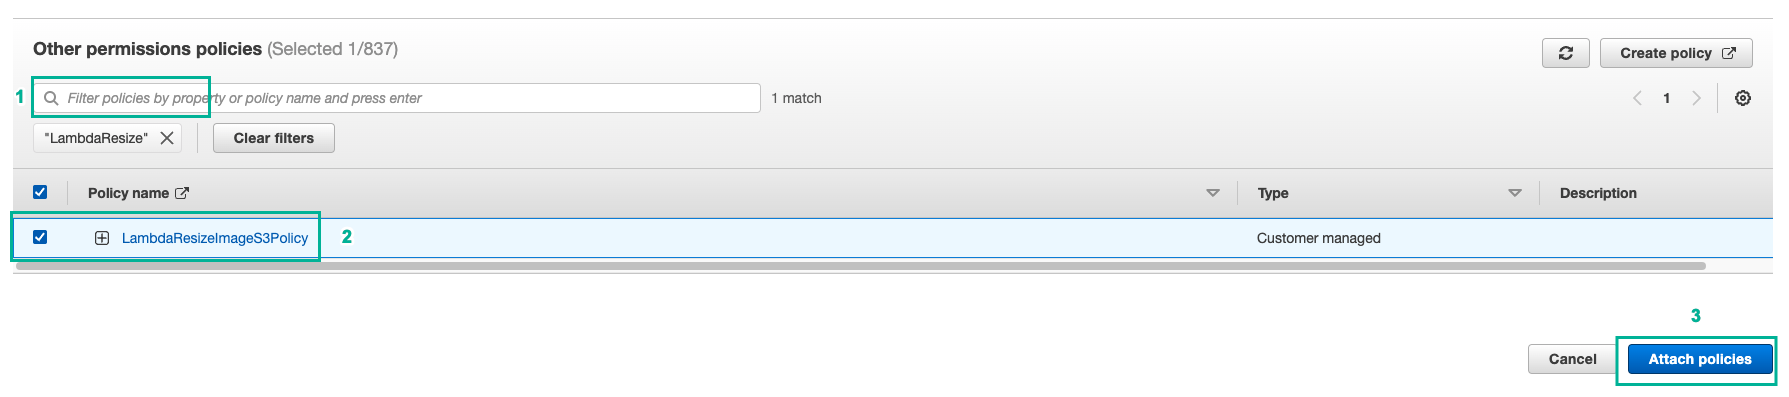 Other permissions policies (Selected 1/837)
Create policy
1 Filter policies by property or policy name and press enter 1 match 1
"LambdaResize" Clear filters
Policy name Type Description
LambdaResizeImageS3Policy 2 Customer managed
3
Cancel Attach policies